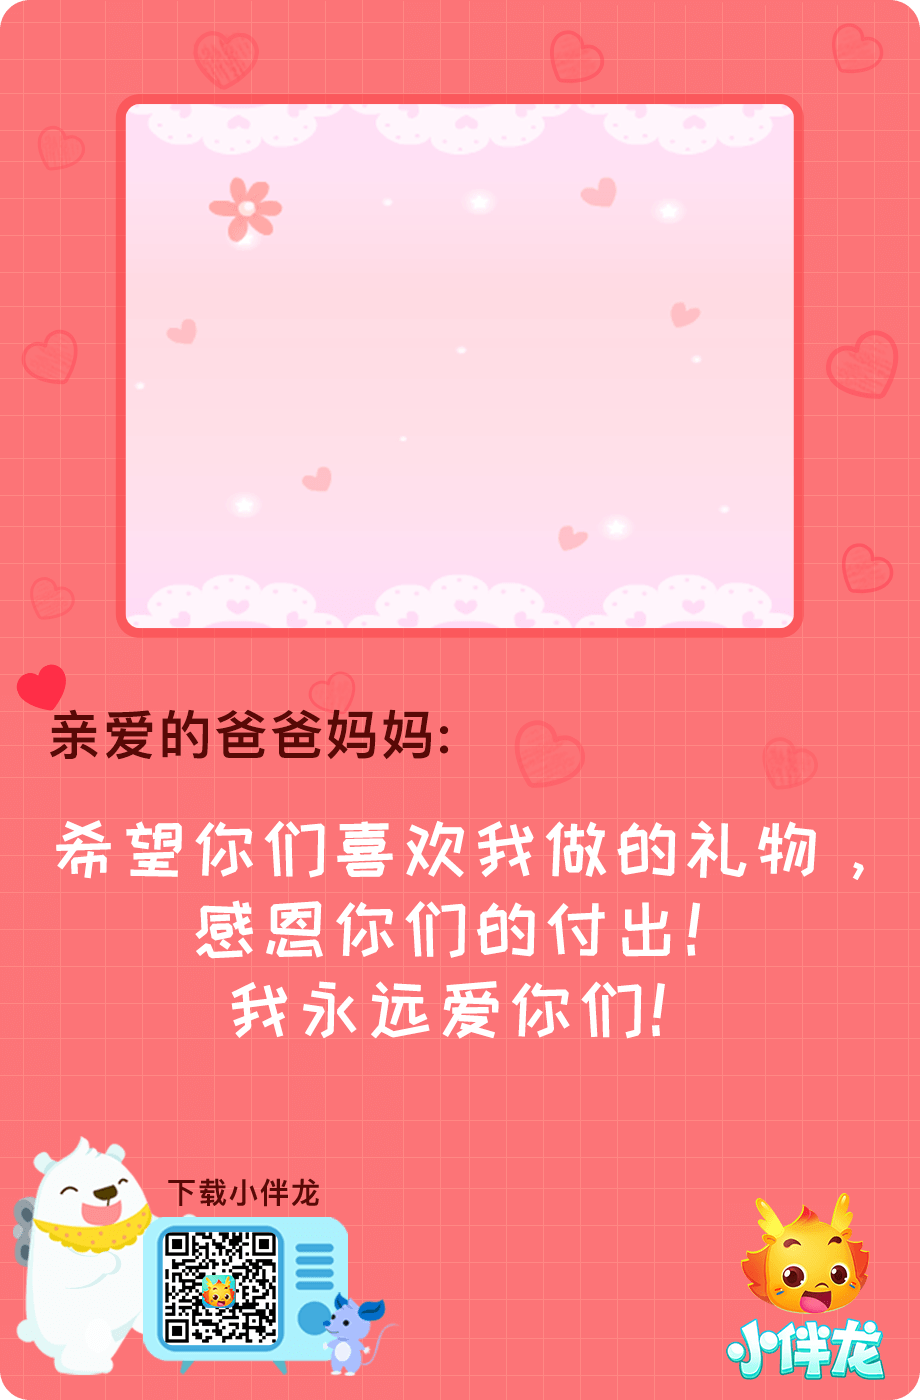 亲爱的爸爸妈妈:
希望你们喜欢我做的礼物，
感恩你们的付出!
我永远爱你们!
下载小伴龙
小伴龙